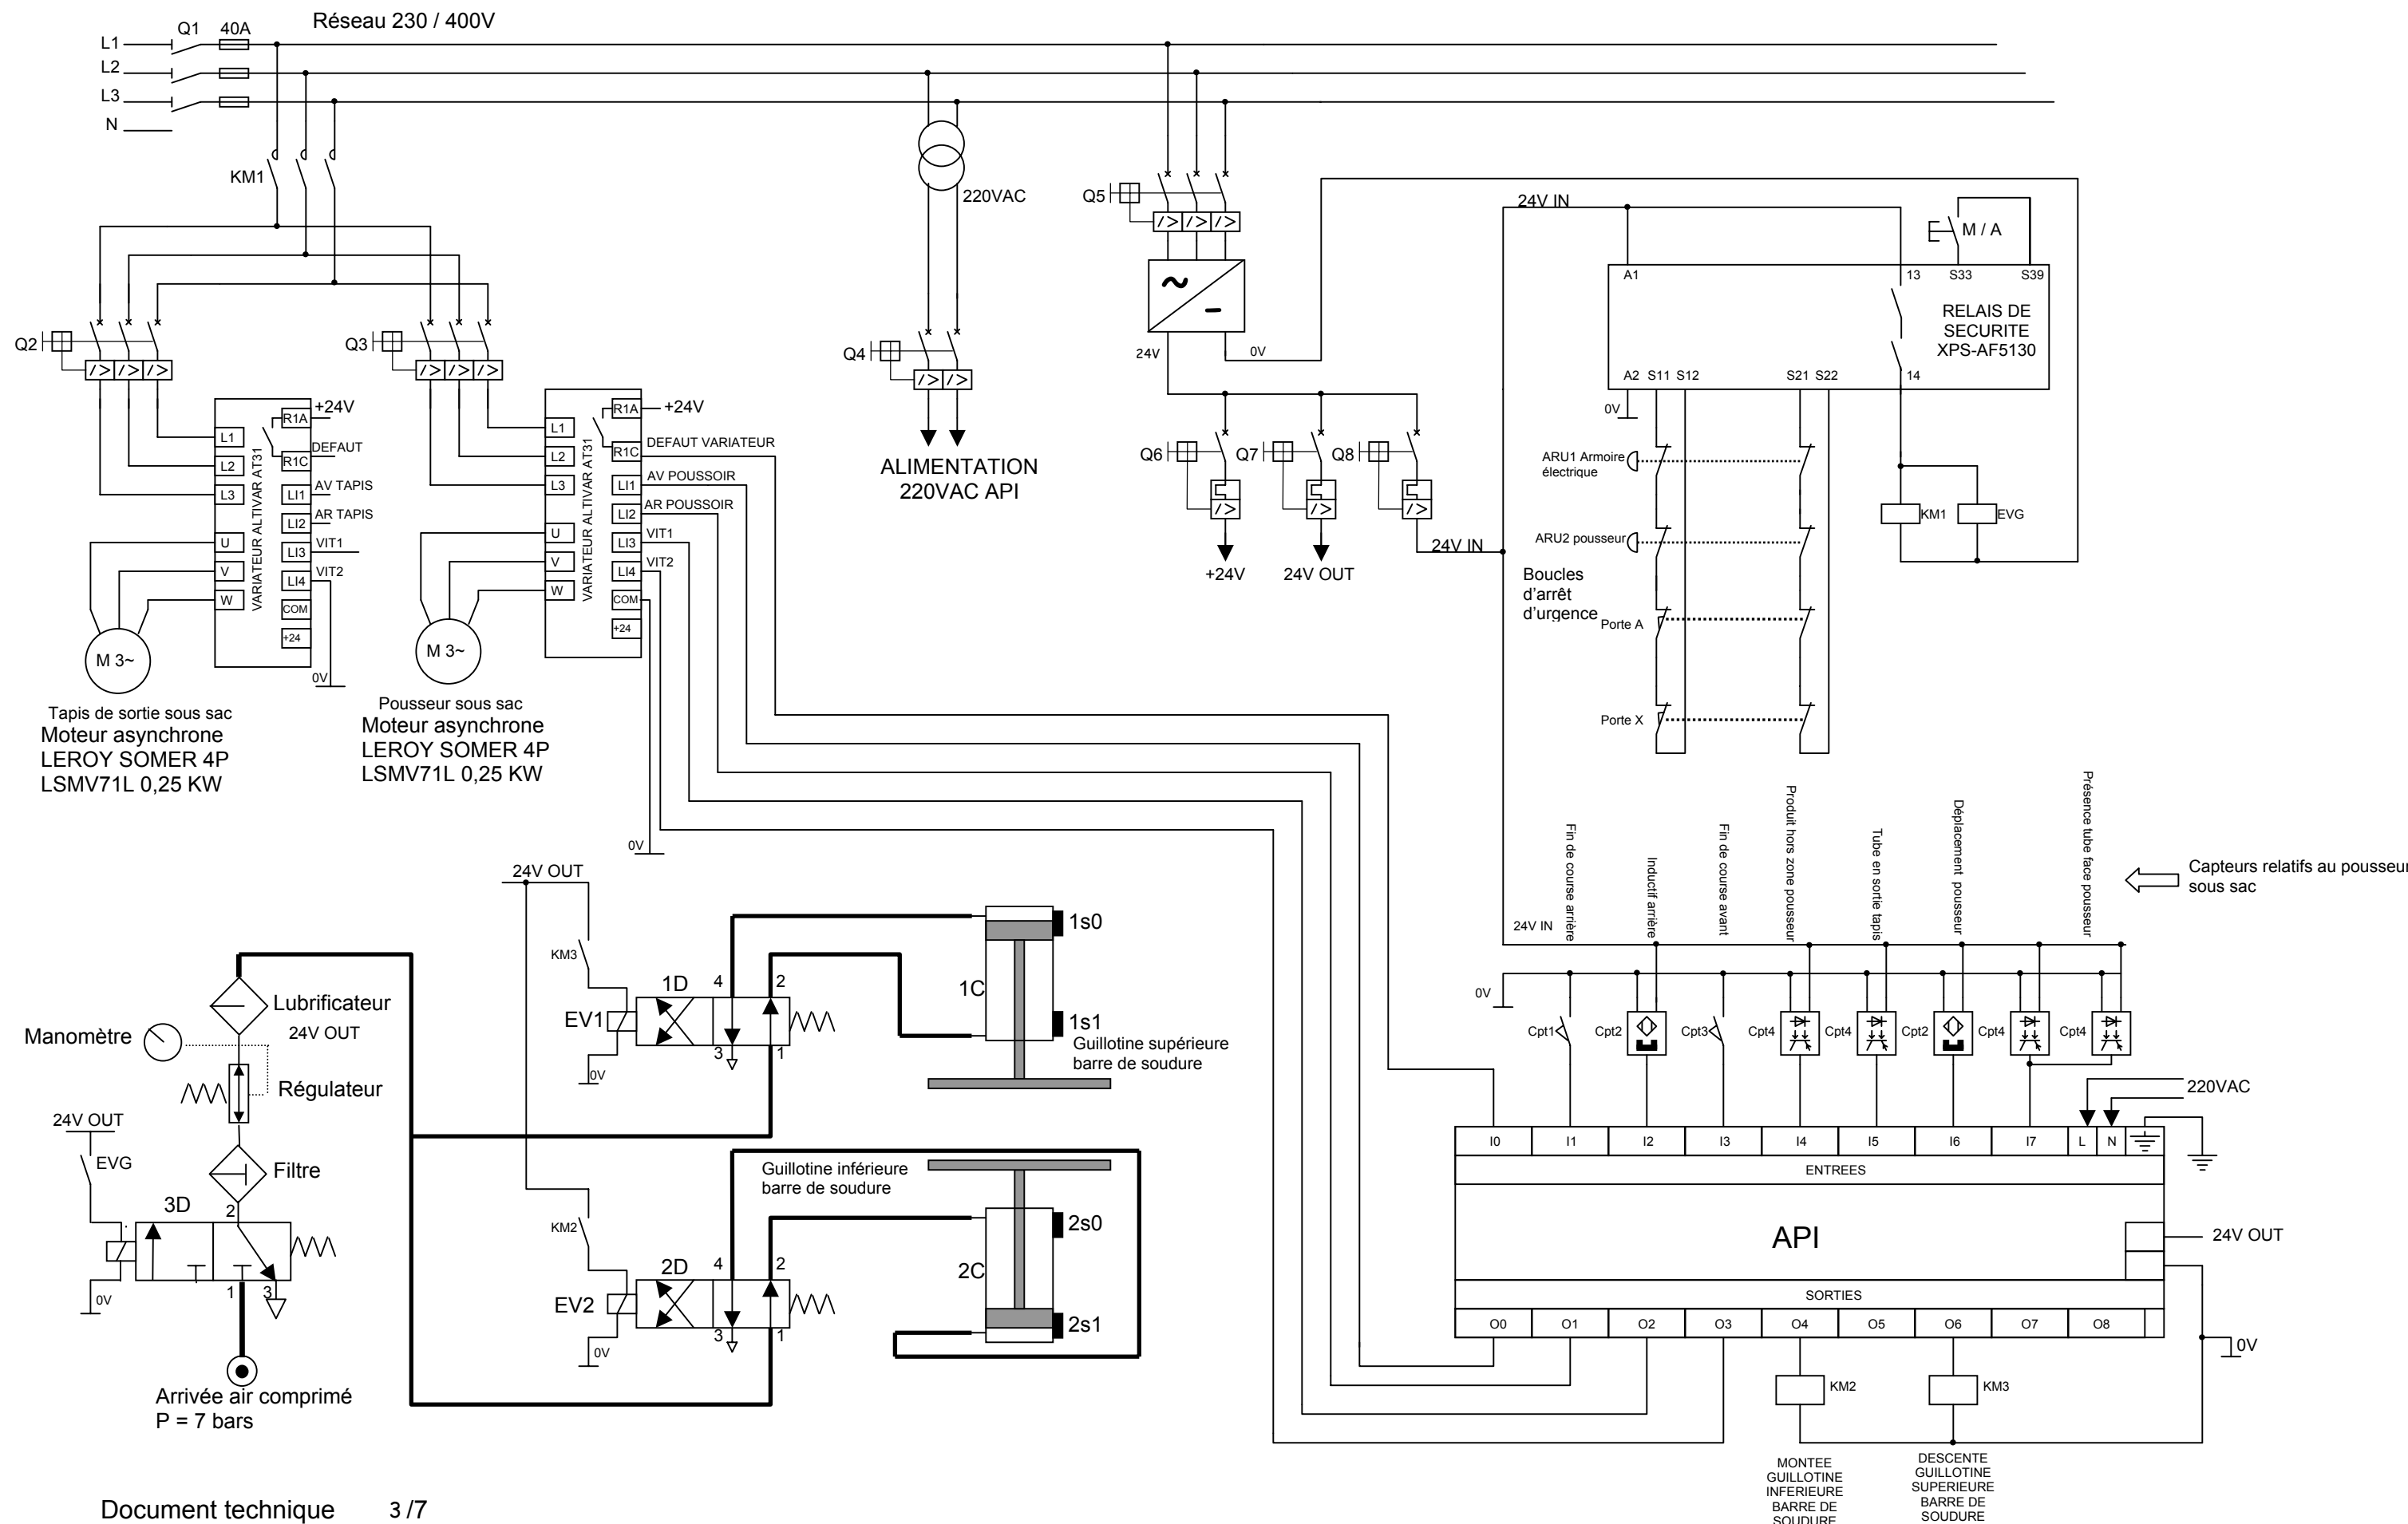 Réseau 230 / 400V
Q1 40A
L1
L2
L3
N
KM1
220VAC
Q5
24V IN
M / A
A1 13 S33 S39
RELAIS DE
SECURITE
XPS-AF5130
A2 S11 S12 S21 S22 14
0V
Q2
Q3
Q4
24V
0V
R1A +24V
DEFAUT
R1C
L1
L2
L3
LI1 AV TAPIS
LI2 AR TAPIS
LI3 VIT1
LI4 VIT2
COM
+24
U
V
W
VARIATEUR ALTIVAR AT31
M 3~
0V
R1A +24V
DEFAUT VARIATEUR
R1C
L1
L2
L3
LI1 AV POUSSOIR
LI2 AR POUSSOIR
LI3 VIT1
LI4 VIT2
COM
+24
U
V
W
VARIATEUR ALTIVAR AT31
M 3~
0V
ALIMENTATION
220VAC API
Q6
Q7
Q8
+24V
24V OUT
24V IN
ARU1 Armoire
électrique
ARU2 pousseur
Boucles
d'arrêt
d'urgence
Porte A
Porte X
KM1
EVG
Tapis de sortie sous sac
Moteur asynchrone
LEROY SOMER 4P
LSMV71L 0,25 KW
Pousseur sous sac
Moteur asynchrone
LEROY SOMER 4P
LSMV71L 0,25 KW
Fin de course arrière
Inductif arrière
Fin de course avant
Produit hors zone pousseur
Tube en sortie tapis
Déplacement pousseur
Présence tube face pousseur
Capteurs relatifs au pousseur
sous sac
24V IN
0V
Cpt1
Cpt2
Cpt3
Cpt4
Cpt4
Cpt2
Cpt4
Cpt4
220VAC
I0 I1 I2 I3 I4 I5 I6 I7 L N
ENTREES
API
24V OUT
SORTIES
O0 O1 O2 O3 O4 O5 O6 O7 O8
0V
KM2
KM3
MONTEE
GUILLOTINE
INFERIEURE
BARRE DE
SOUDURE
DESCENTE
GUILLOTINE
SUPERIEURE
BARRE DE
SOUDURE
24V OUT
KM3
EV1
1D
4 2
3 1
0V
1C
1s0
1s1
Guillotine supérieure
barre de soudure
Lubrificateur
24V OUT
Manomètre
Régulateur
24V OUT
EVG
Filtre
3D
2
1 3
0V
Arrivée air comprimé
P = 7 bars
Guillotine inférieure
barre de soudure
KM2
EV2
2D
4 2
3 1
0V
2C
2s0
2s1
Document technique 3 /7